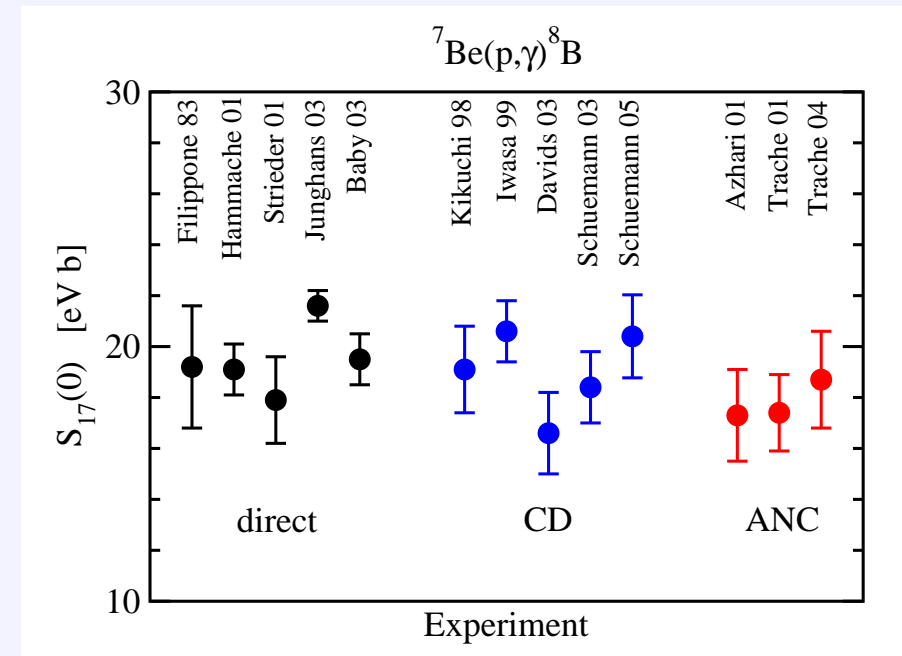 ⁷Be(p,γ)⁸B
30
20
10
S₁₇(0) [eV b]
Filippone 83
Hammache 01
Strieder 01
Junghans 03
Baby 03
Kikuchi 98
Iwasa 99
Davids 03
Schuemann 03
Schuemann 05
Azhari 01
Trache 01
Trache 04
direct
CD
ANC
Experiment